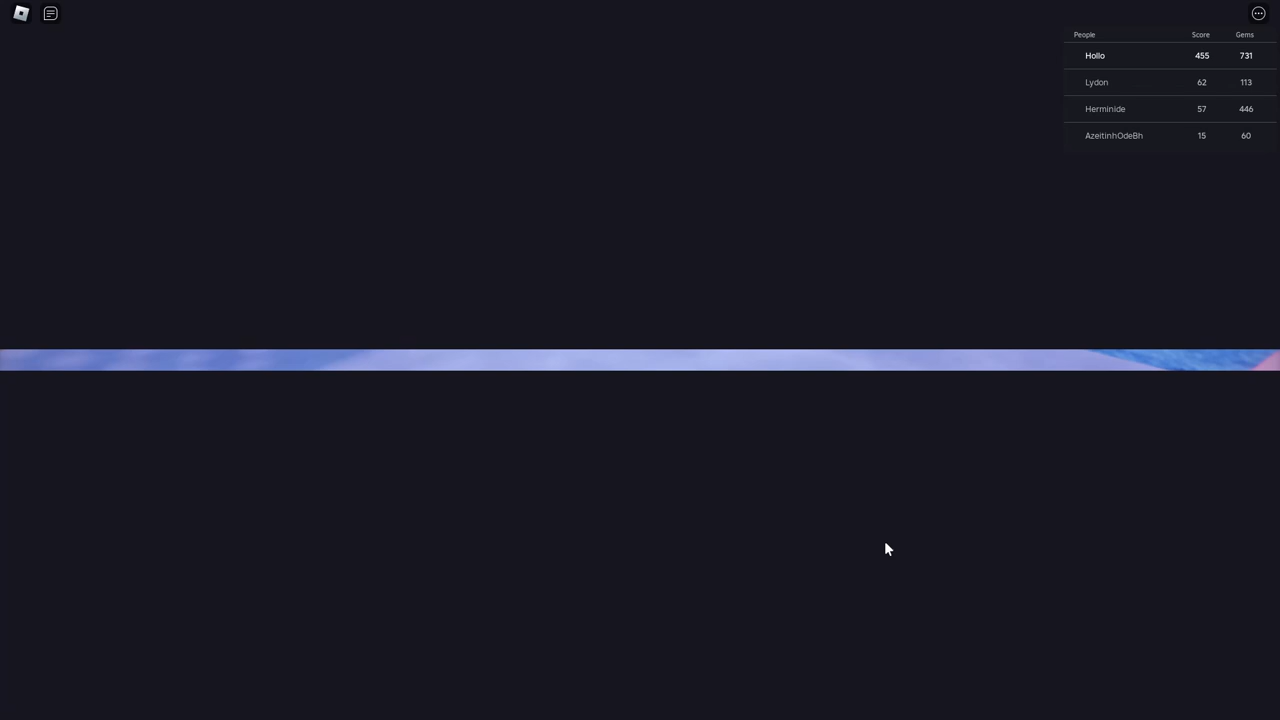 People Score Gems
Hollo 455 731
Lydon 62 113
Herminide 57 446
AzeitinhOdeBh 15 60